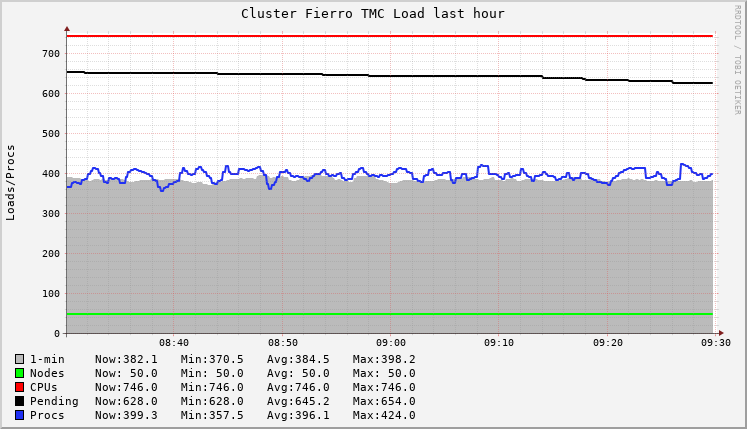 Cluster Fierro TMC Load last hour
RRDTOOL / TOBI OETIKER
Loads/Procs
700
600
500
400
300
200
100
0
08:40 08:50 09:00 09:10 09:20 09:30
1-min Now:382.1 Min:370.5 Avg:384.5 Max:398.2
Nodes Now: 50.0 Min: 50.0 Avg: 50.0 Max: 50.0
CPUs Now:746.0 Min:746.0 Avg:746.0 Max:746.0
Pending Now:628.0 Min:628.0 Avg:645.2 Max:654.0
Procs Now:399.3 Min:357.5 Avg:396.1 Max:424.0